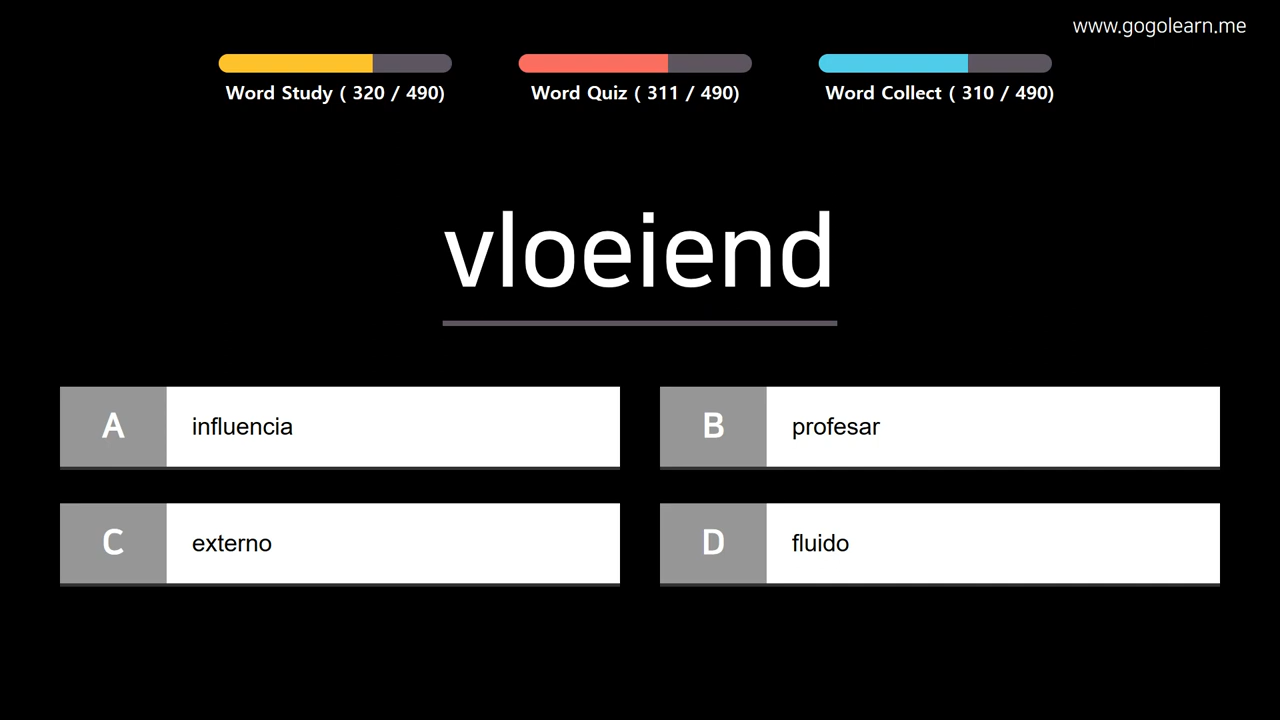 www.gogolearn.me
Word Study ( 320 / 490)
Word Quiz ( 311 / 490)
Word Collect ( 310 / 490)
vloeiend
A influencia
B profesar
C externo
D fluido